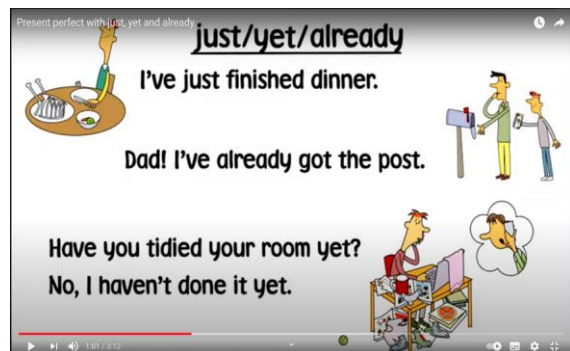 Present perfect with just, yet and already
just/yet/already
I've just finished dinner.
Dad! I've already got the post.
Have you tidied your room yet?
No, I haven't done it yet.
1:01 / 3:12